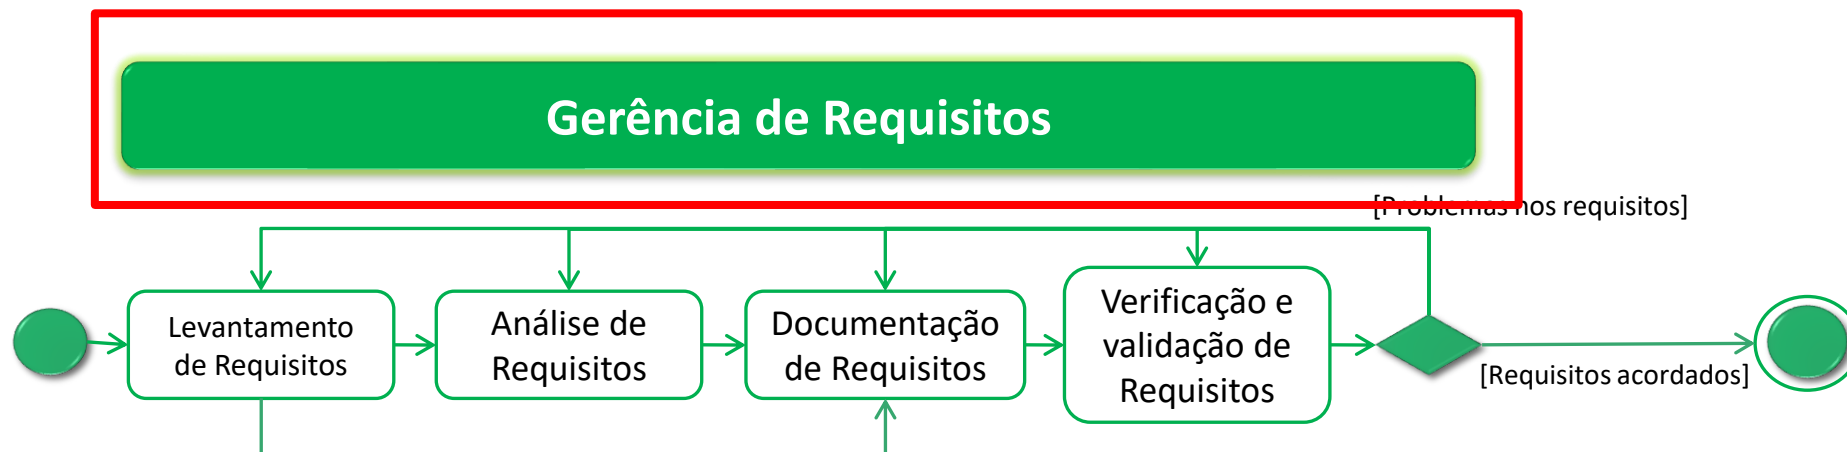 Gerência de Requisitos
[Problemas nos requisitos]
Levantamento
de Requisitos
Análise de
Requisitos
Documentação
de Requisitos
Verificação e
validação de
Requisitos
[Requisitos acordados]